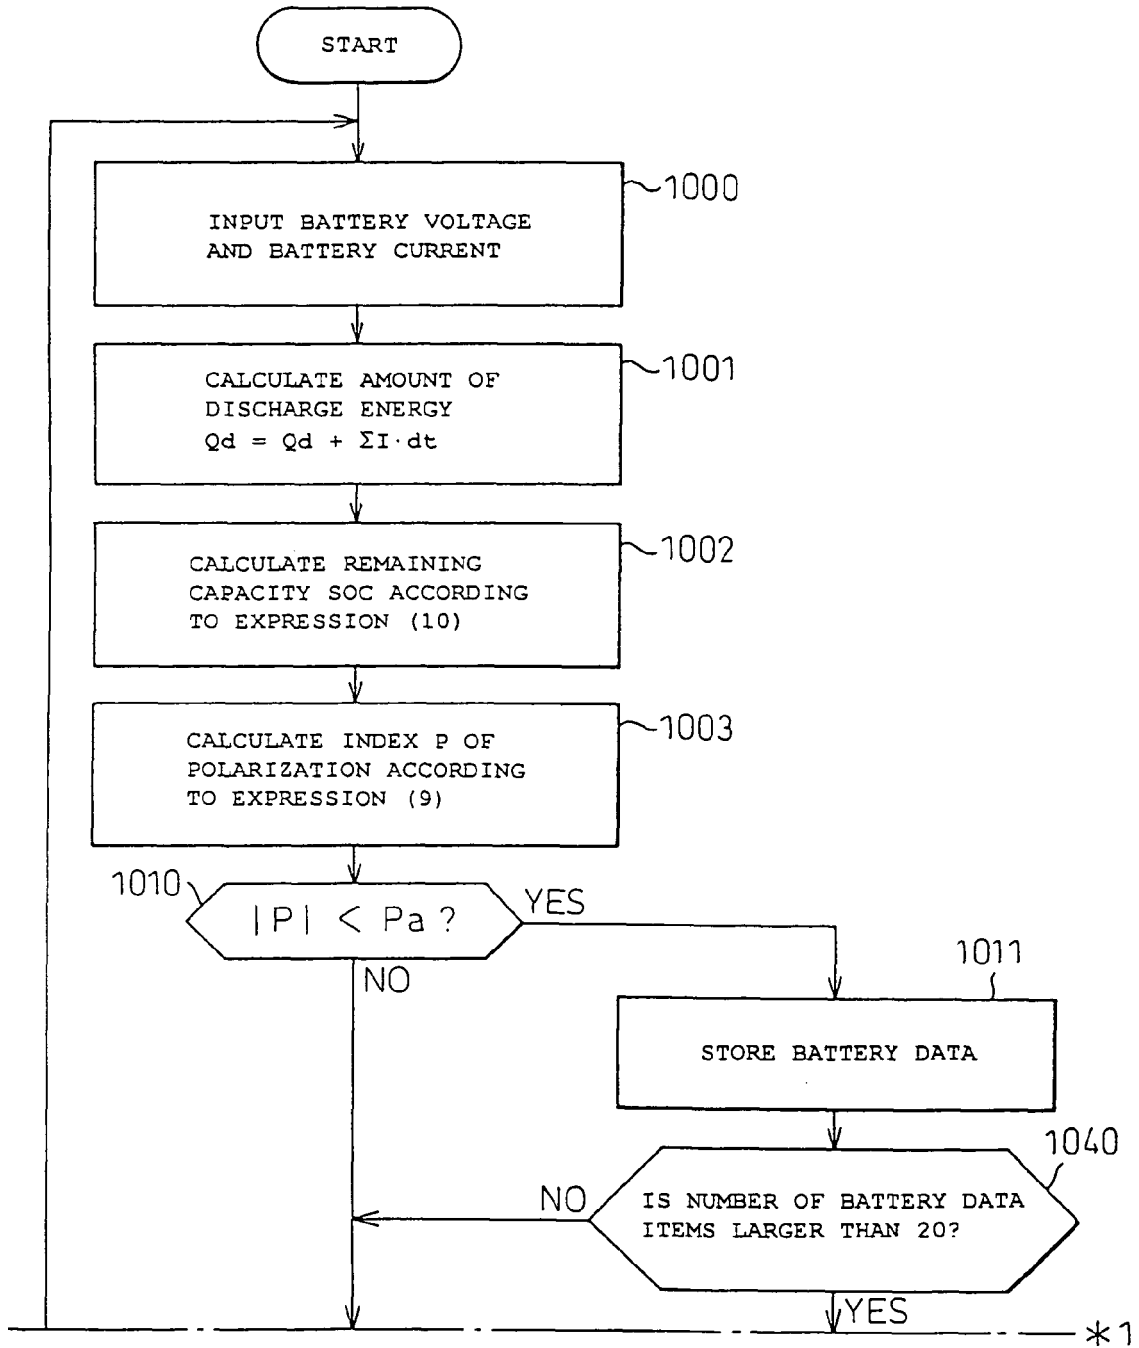 START
1000
INPUT BATTERY VOLTAGE
AND BATTERY CURRENT
1001
CALCULATE AMOUNT OF
DISCHARGE ENERGY
Qd = Qd + ΣI·dt
1002
CALCULATE REMAINING
CAPACITY SOC ACCORDING
TO EXPRESSION (10)
1003
CALCULATE INDEX P OF
POLARIZATION ACCORDING
TO EXPRESSION (9)
1010
|P| < Pa ?
YES
NO
1011
STORE BATTERY DATA
1040
IS NUMBER OF BATTERY DATA
ITEMS LARGER THAN 20?
NO
YES
*1